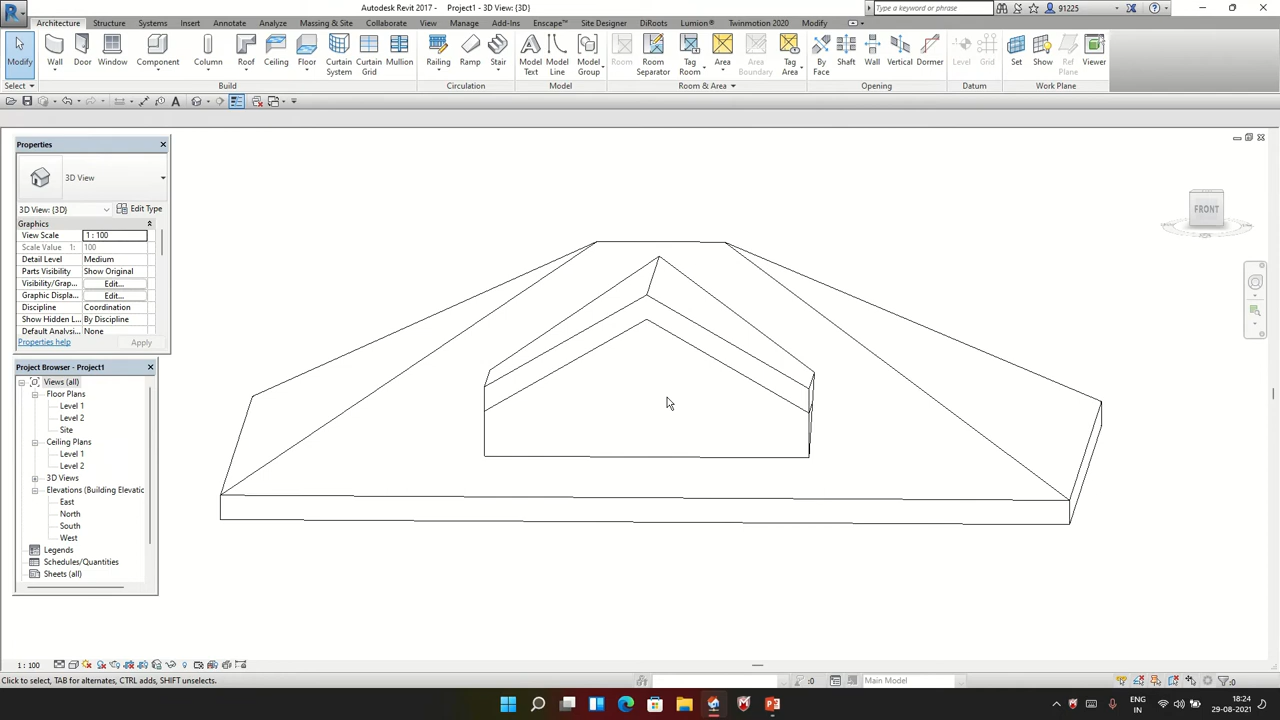 Autodesk Revit 2017 - Project1 - 3D View: {3D}
Type a keyword or phrase
91225
Architecture Structure Systems Insert Annotate Analyze Massing & Site Collaborate View Manage Add-Ins Enscape™ Site Designer DiRoots Lumion® Twinmotion 2020 Modify
Modify Wall Door Window Component Column Roof Ceiling Floor Curtain System Curtain Grid Mullion Railing Ramp Stair Model Text Model Line Model Group Room Room Separator Tag Room Area Area Boundary Tag Area By Face Shaft Wall Vertical Dormer Level Grid Set Show Ref Plane Viewer
Select Build Circulation Model Room & Area Opening Datum Work Plane
Properties
3D View
3D View: {3D} Edit Type
Graphics
View Scale 1 : 100
Scale Value 1: 100
Detail Level Medium
Parts Visibility Show Original
Visibility/Grap... Edit...
Graphic Displa... Edit...
Discipline Coordination
Show Hidden L... By Discipline
Default Analysi... None
Properties help Apply
Project Browser - Project1
Views (all)
Floor Plans
Level 1
Level 2
Site
Ceiling Plans
Level 1
Level 2
3D Views
Elevations (Building Elevatic
East
North
South
West
Legends
Schedules/Quantities
Sheets (all)
FRONT
1 : 100
Click to select, TAB for alternates, CTRL adds, SHIFT unselects.
:0
Main Model
:0
ENG
IN
18:24
29-08-2021